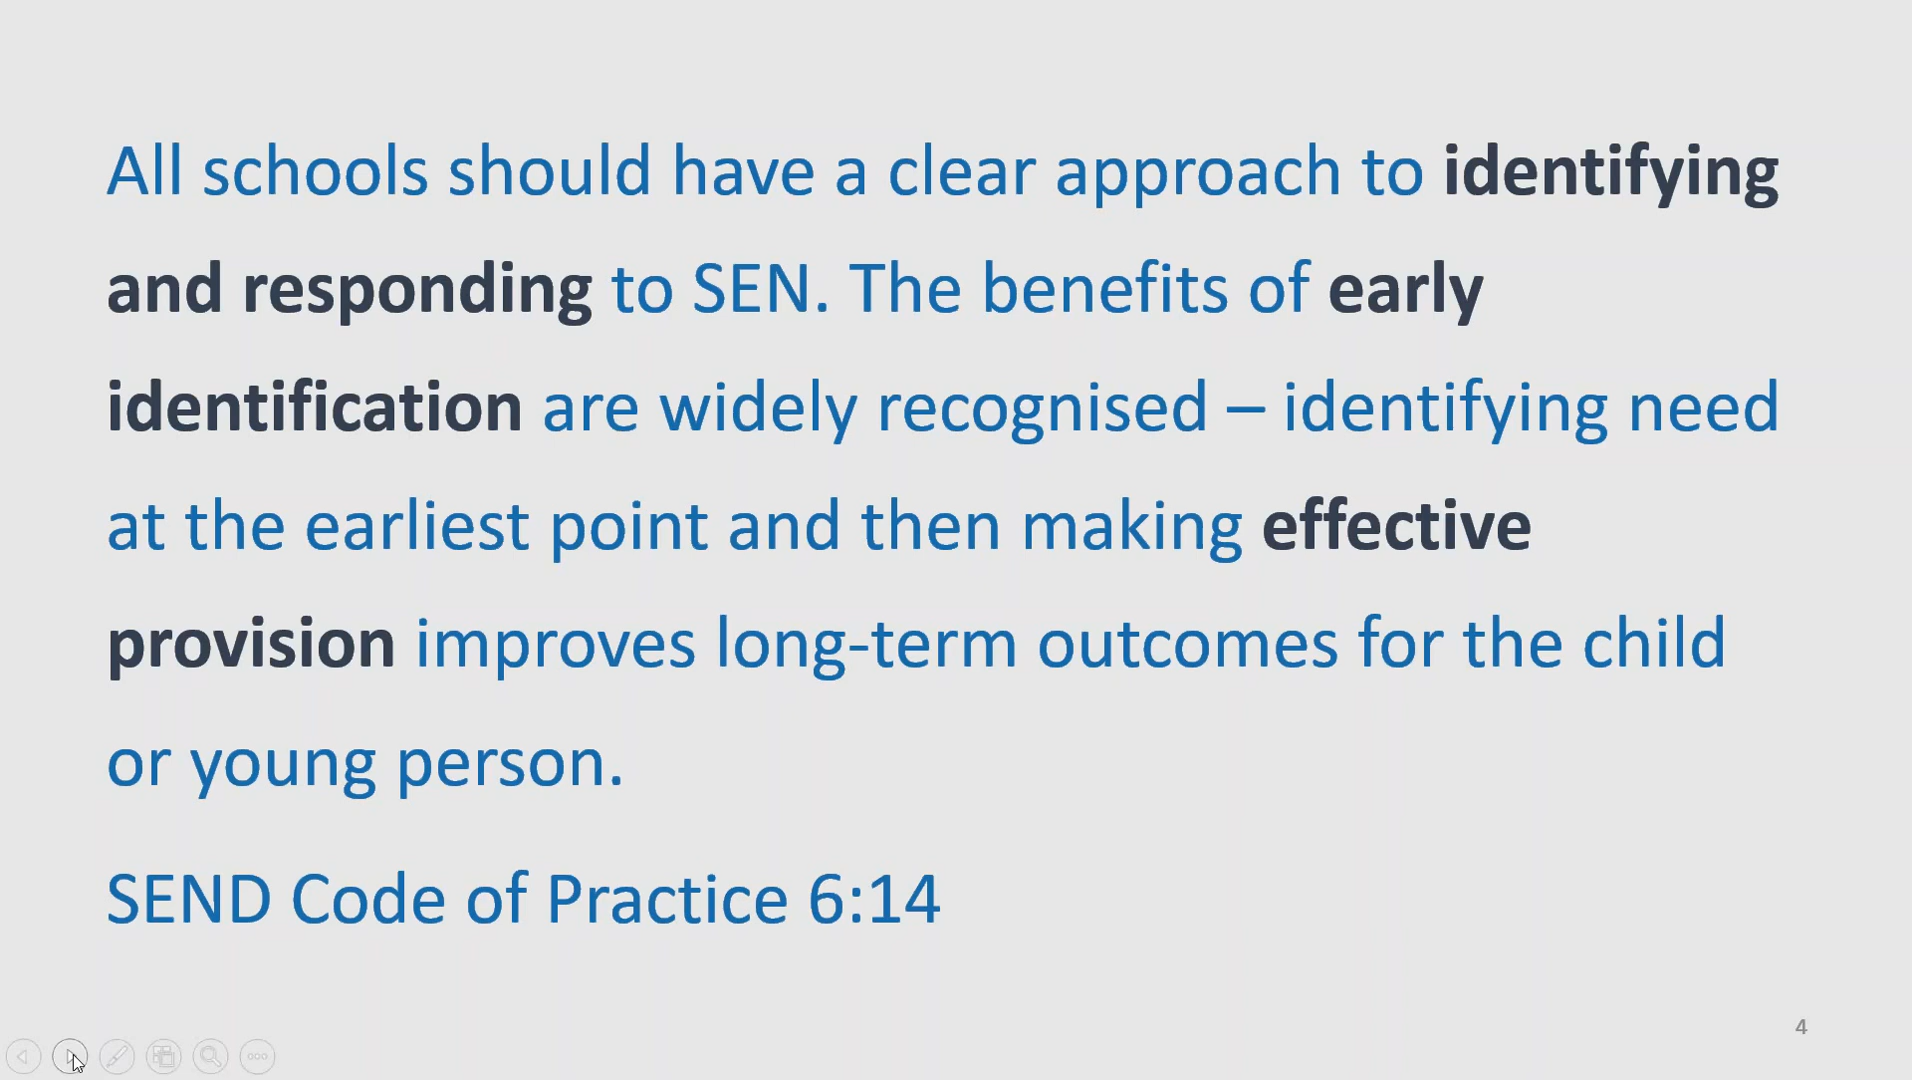 All schools should have a clear approach to identifying
and responding to SEN. The benefits of early
identification are widely recognised – identifying need
at the earliest point and then making effective
provision improves long-term outcomes for the child
or young person.
SEND Code of Practice 6:14
4